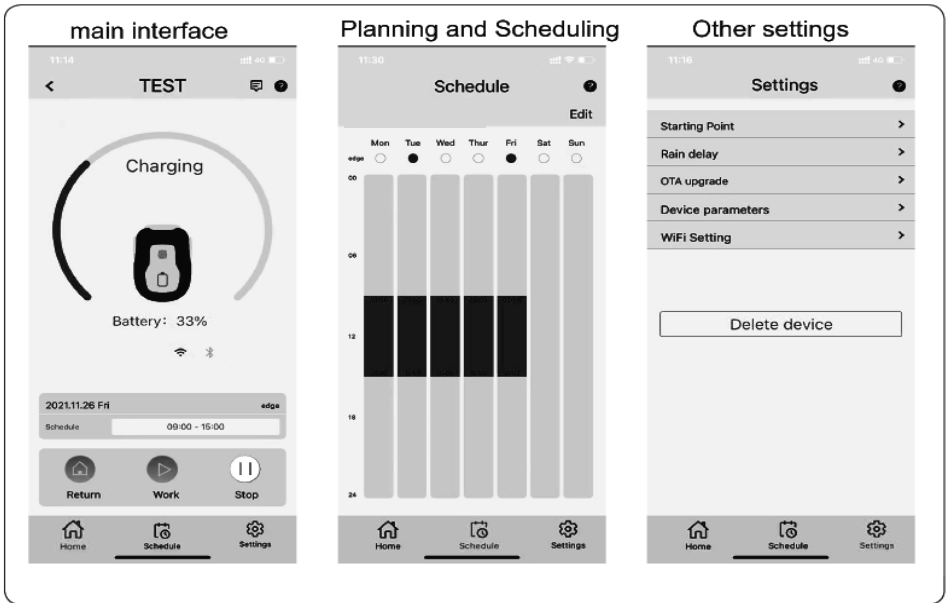 main interface
11:14 4G
TEST
Charging
Battery: 33%
2021.11.26 Fri edge
Schedule 09:00 - 15:00
Return Work Stop
Home Schedule Settings
Planning and Scheduling
11:30
Schedule
Edit
Mon Tue Wed Thur Fri Sat Sun
edge
00
06
12
18
24
Home Schedule Settings
Other settings
11:16 4G
Settings
Starting Point
Rain delay
OTA upgrade
Device parameters
WiFi Setting
Delete device
Home Schedule Settings